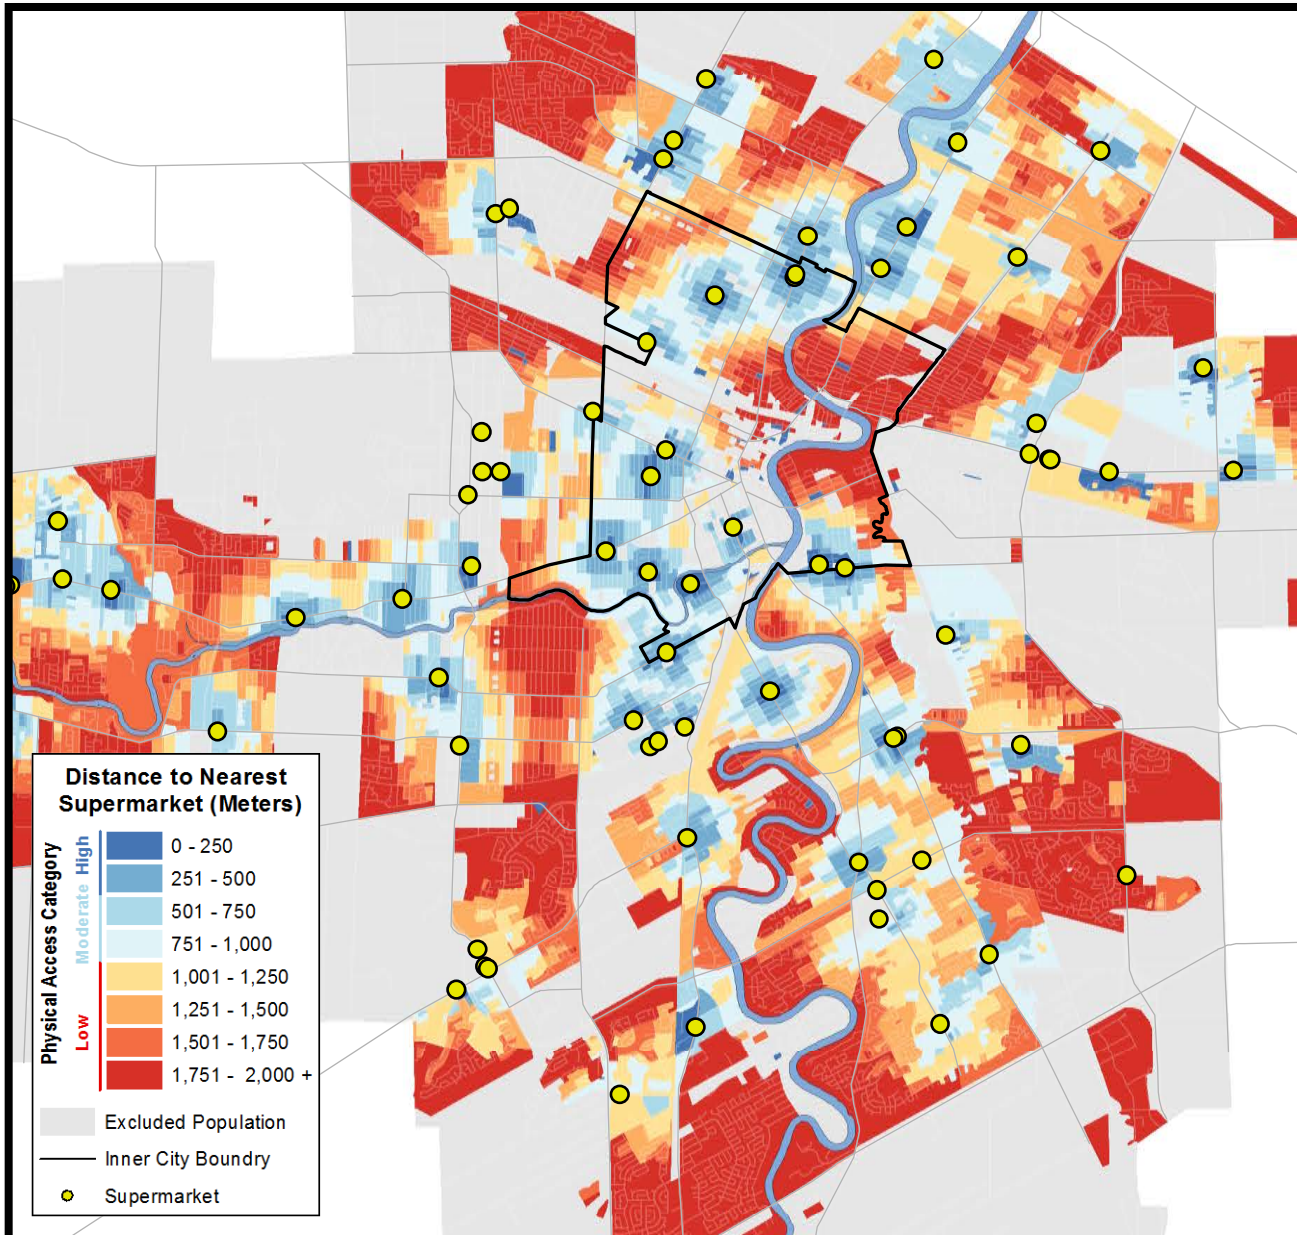 Distance to Nearest
Supermarket (Meters)
Physical Access Category
High
Moderate
Low
0 - 250
251 - 500
501 - 750
751 - 1,000
1,001 - 1,250
1,251 - 1,500
1,501 - 1,750
1,751 - 2,000 +
Excluded Population
Inner City Boundry
Supermarket